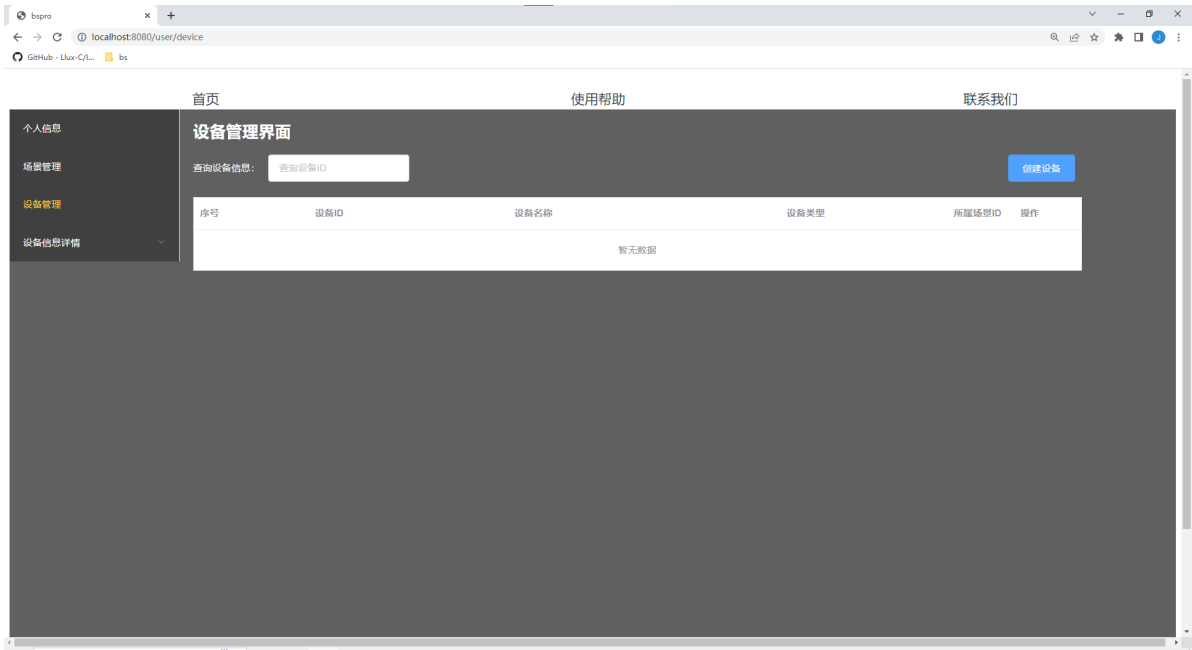 bspro
localhost:8080/user/device
GitHub - Llux-C/I... bs
首页 使用帮助 联系我们
个人信息
场景管理
设备管理
设备信息详情
设备管理界面
查询设备信息： 查询设备ID 创建设备
序号 设备ID 设备名称 设备类型 所属场景ID 操作
暂无数据
J